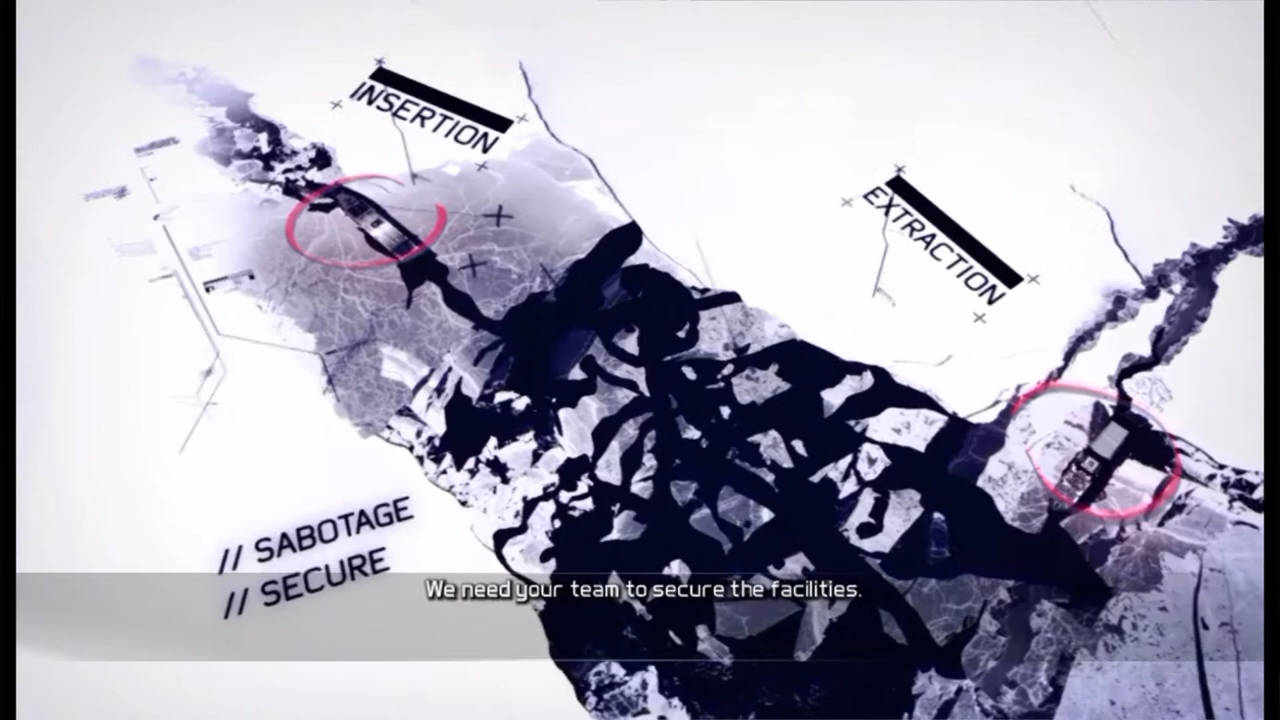 INSERTION
EXTRACTION
// SABOTAGE
// SECURE
We need your team to secure the facilities.